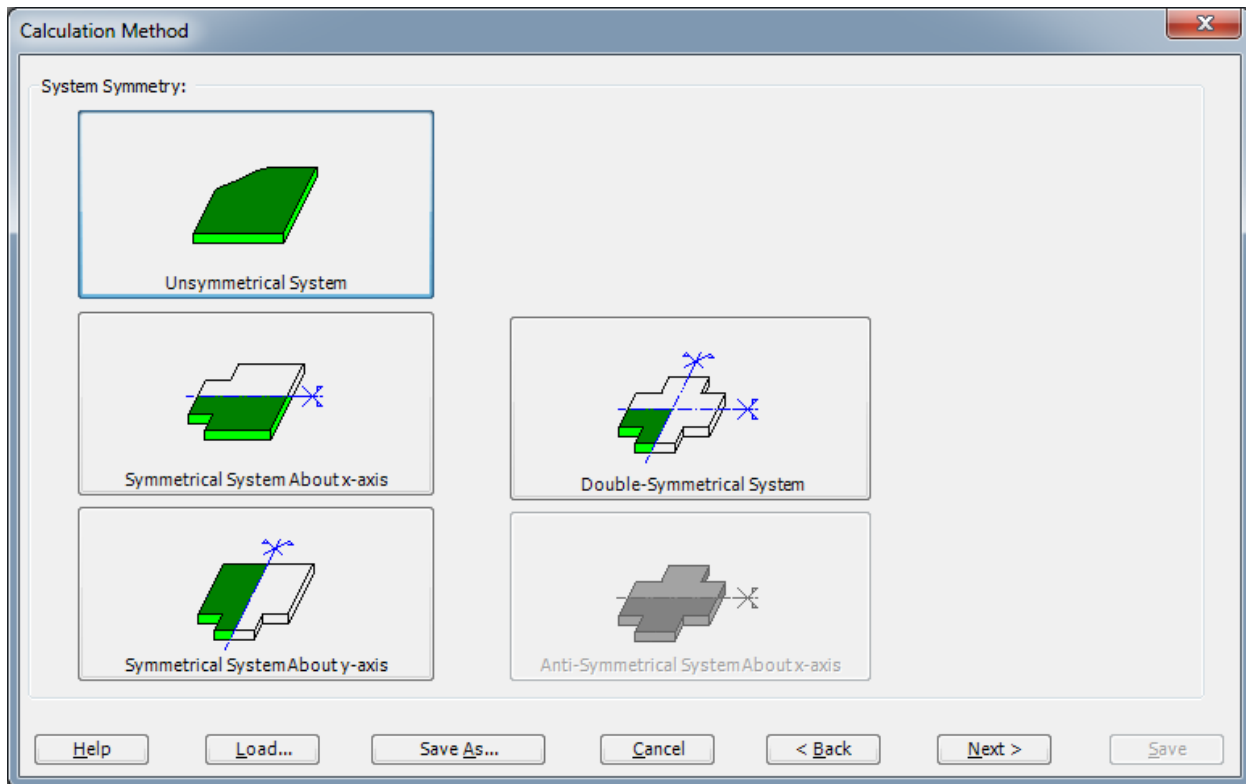 Calculation Method
System Symmetry:
Unsymmetrical System
Symmetrical System About x-axis
Double-Symmetrical System
Symmetrical System About y-axis
Anti-Symmetrical System About x-axis
Help
Load...
Save As...
Cancel
< Back
Next >
Save